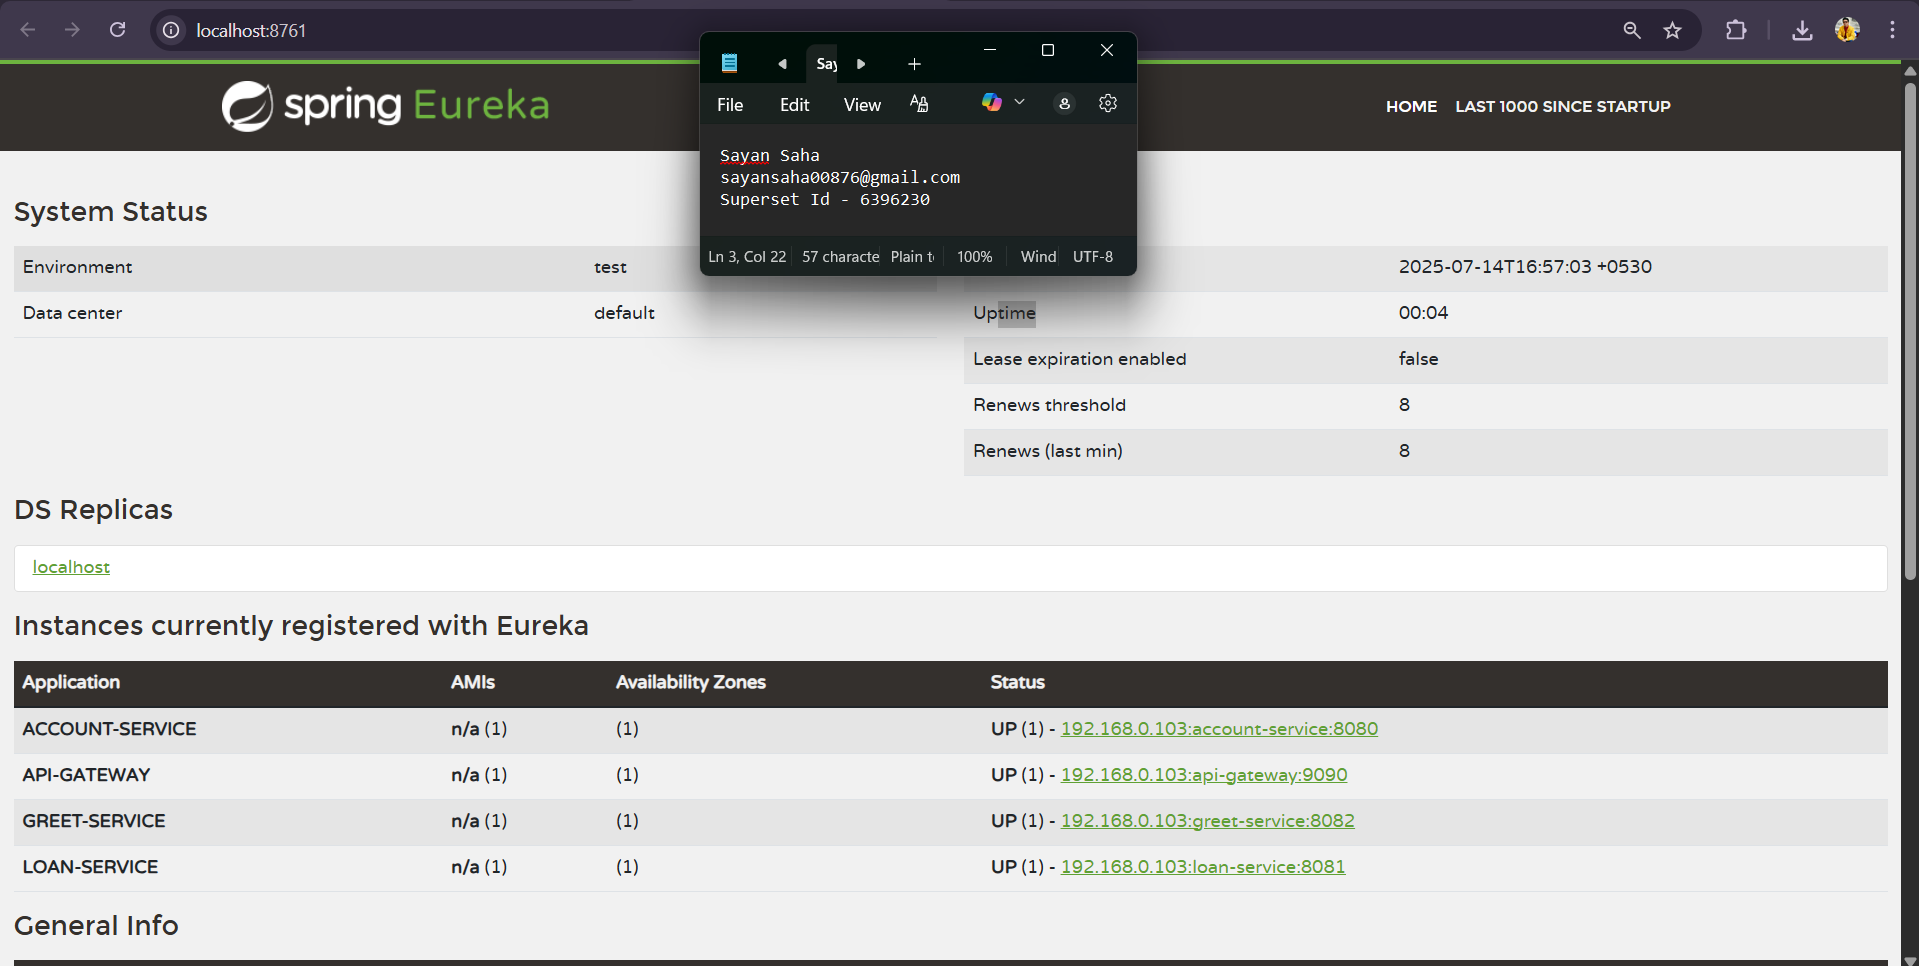 localhost:8761
spring Eureka
HOME LAST 1000 SINCE STARTUP
Say
File Edit View
Sayan Saha
sayansaha00876@gmail.com
Superset Id - 6396230
Ln 3, Col 22 57 characte Plain t 100% Wind UTF-8
System Status
Environment test
Data center default
2025-07-14T16:57:03 +0530
Uptime 00:04
Lease expiration enabled false
Renews threshold 8
Renews (last min) 8
DS Replicas
localhost
Instances currently registered with Eureka
Application AMIs Availability Zones Status
ACCOUNT-SERVICE n/a (1) (1) UP (1) - 192.168.0.103:account-service:8080
API-GATEWAY n/a (1) (1) UP (1) - 192.168.0.103:api-gateway:9090
GREET-SERVICE n/a (1) (1) UP (1) - 192.168.0.103:greet-service:8082
LOAN-SERVICE n/a (1) (1) UP (1) - 192.168.0.103:loan-service:8081
General Info